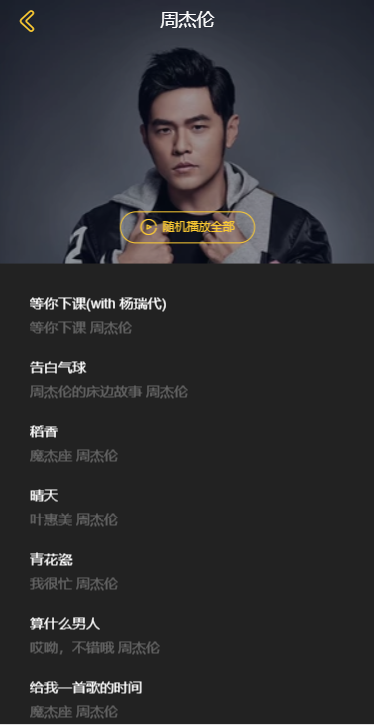 周杰伦
随机播放全部
等你下课(with 杨瑞代)
等你下课 周杰伦
告白气球
周杰伦的床边故事 周杰伦
稻香
魔杰座 周杰伦
晴天
叶惠美 周杰伦
青花瓷
我很忙 周杰伦
算什么男人
哎呦，不错哦 周杰伦
给我一首歌的时间
魔杰座 周杰伦